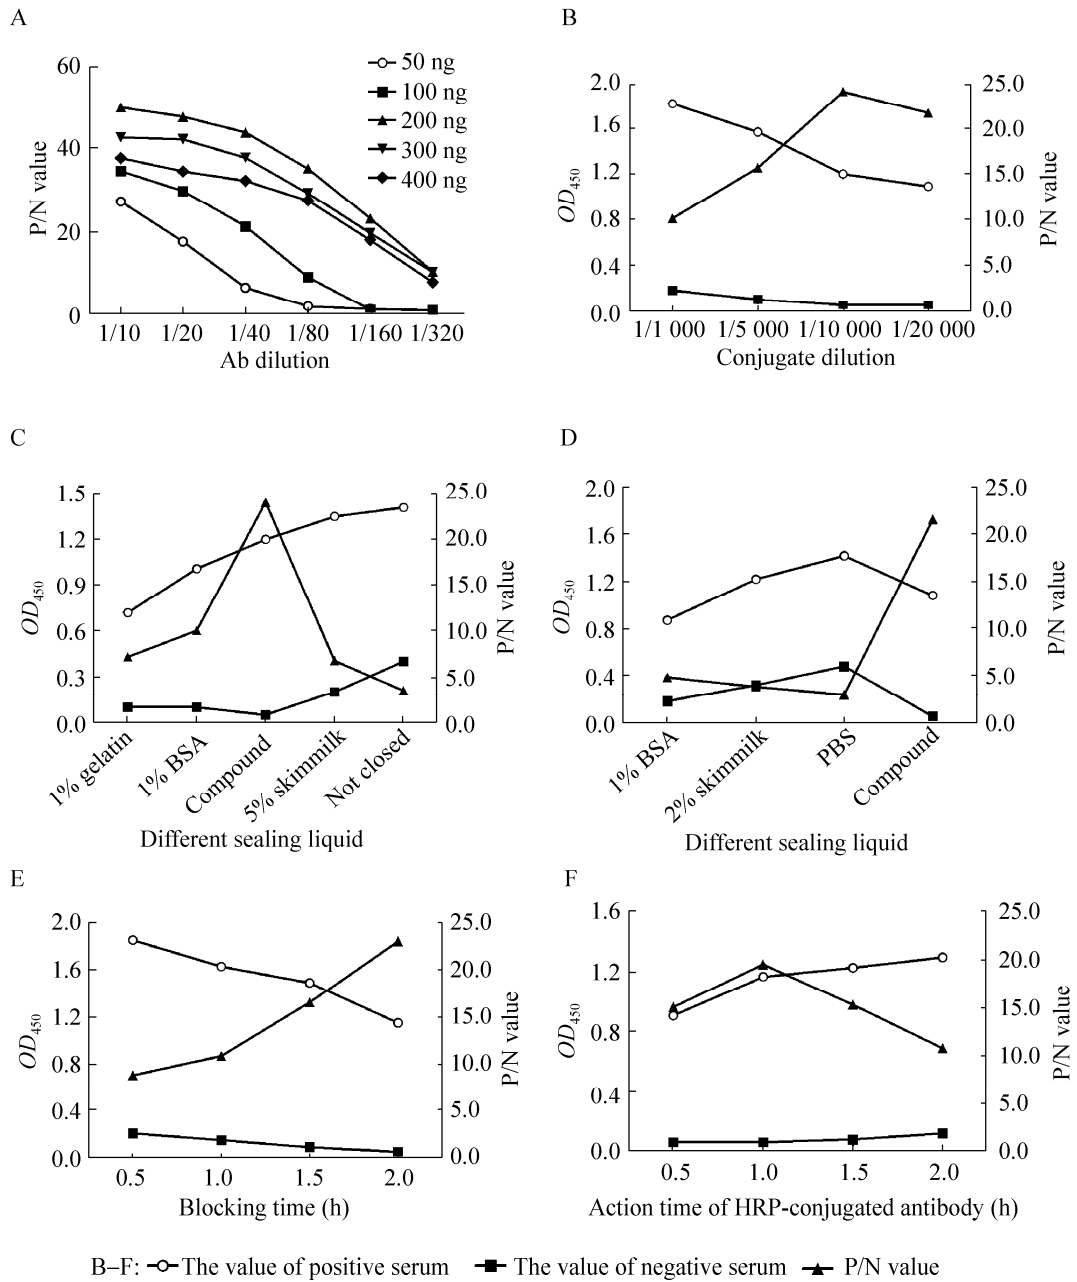 A
P/N value
60
40
20
0
50 ng
100 ng
200 ng
300 ng
400 ng
1/10 1/20 1/40 1/80 1/160 1/320
Ab dilution
B
OD450
2.0
1.6
1.2
0.8
0.4
0.0
25.0
20.0
15.0
10.0
5.0
0.0
P/N value
1/1 000 1/5 000 1/10 000 1/20 000
Conjugate dilution
C
OD450
1.5
1.2
0.9
0.6
0.3
0.0
25.0
20.0
15.0
10.0
5.0
0.0
P/N value
1% gelatin
1% BSA
Compound
5% skimmilk
Not closed
Different sealing liquid
D
OD450
2.0
1.6
1.2
0.8
0.4
0.0
25.0
20.0
15.0
10.0
5.0
0.0
P/N value
1% BSA
2% skimmilk
PBS
Compound
Different sealing liquid
E
OD450
2.0
1.6
1.2
0.8
0.4
0.0
25.0
20.0
15.0
10.0
5.0
0.0
P/N value
0.5 1.0 1.5 2.0
Blocking time (h)
F
OD450
1.6
1.2
0.8
0.4
0.0
25.0
20.0
15.0
10.0
5.0
0.0
P/N value
0.5 1.0 1.5 2.0
Action time of HRP-conjugated antibody (h)
B–F: The value of positive serum The value of negative serum P/N value